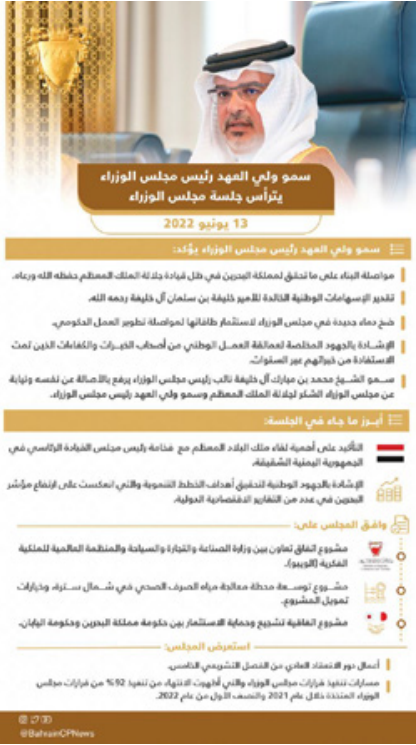 سمو ولي العهد رئيس مجلس الوزراء
يترأس جلسة مجلس الوزراء
13 يونيو 2022
سمو ولي العهد رئيس مجلس الوزراء يؤكد:
مواصلة البناء على ما تحقق لمملكة البحرين في ظل قيادة جلالة الملك المعظم حفظه الله ورعاه.
تقدير الإسهامات الوطنية الخالدة للأمير خليفة بن سلمان آل خليفة رحمه الله.
ضخ دماء جديدة في مجلس الوزراء لاستثمار طاقاتها لمواصلة تطوير العمل الحكومي.
الإشادة بالجهود المخلصة لعمالقة العمل الوطني من أصحاب الخبرات والكفاءات الذين تمت
الاستفادة من خبراتهم عبر السنوات.
سمو الشيخ محمد بن مبارك آل خليفة نائب رئيس مجلس الوزراء يرفع بالأصالة عن نفسه ونيابة
عن مجلس الوزراء الشكر لجلالة الملك المعظم وسمو ولي العهد رئيس مجلس الوزراء.
أبرز ما جاء في الجلسة:
التأكيد على أهمية لقاء ملك البلاد المعظم مع فخامة رئيس مجلس القيادة الرئاسي في
الجمهورية اليمنية الشقيقة.
الإشادة بالجهود الوطنية لتحقيق أهداف الخطط التنموية والتي انعكست على ارتفاع مؤشر
البحرين في عدد من التقارير الاقتصادية الدولية.
وافق المجلس على:
مشروع اتفاق تعاون بين وزارة الصناعة والتجارة والسياحة والمنظمة العالمية للملكية
الفكرية (الويبو).
مشروع توسعة محطة معالجة مياه الصرف الصحي في شمال سترة، وخيارات
تمويل المشروع.
مشروع اتفاقية تشجيع وحماية الاستثمار بين حكومة مملكة البحرين وحكومة اليابان.
استعرض المجلس:
أعمال دور الانعقاد العادي من الفصل التشريعي الخامس.
مسارات تنفيذ قرارات مجلس الوزراء والتي أظهرت الانتهاء من تنفيذ 92% من قرارات مجلس
الوزراء المتخذة خلال عام 2021 والنصف الأول من عام 2022.
@BahrainCPNews